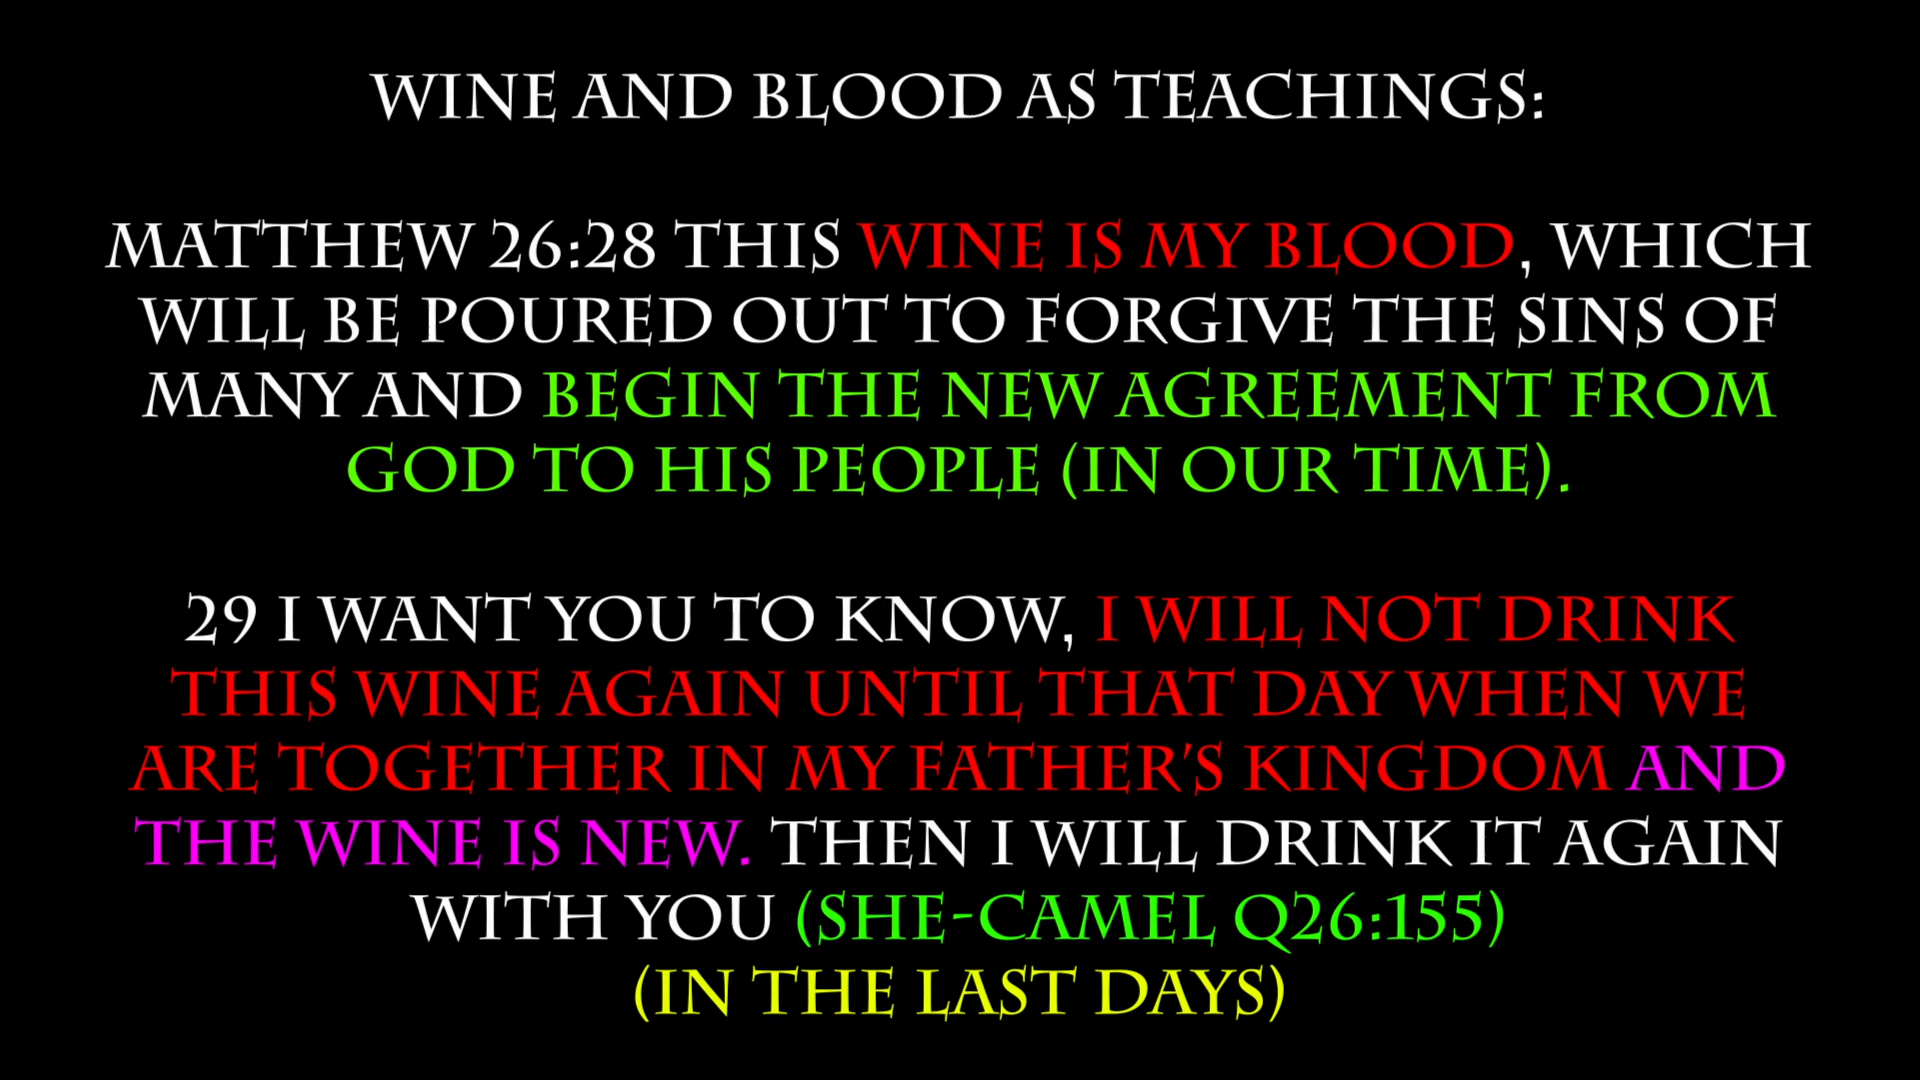 WINE AND BLOOD AS TEACHINGS:
MATTHEW 26:28 THIS WINE IS MY BLOOD, WHICH
WILL BE POURED OUT TO FORGIVE THE SINS OF
MANY AND BEGIN THE NEW AGREEMENT FROM
GOD TO HIS PEOPLE (IN OUR TIME).
29 I WANT YOU TO KNOW, I WILL NOT DRINK
THIS WINE AGAIN UNTIL THAT DAY WHEN WE
ARE TOGETHER IN MY FATHER'S KINGDOM AND
THE WINE IS NEW. THEN I WILL DRINK IT AGAIN
WITH YOU (SHE-CAMEL Q26:155)
(IN THE LAST DAYS)